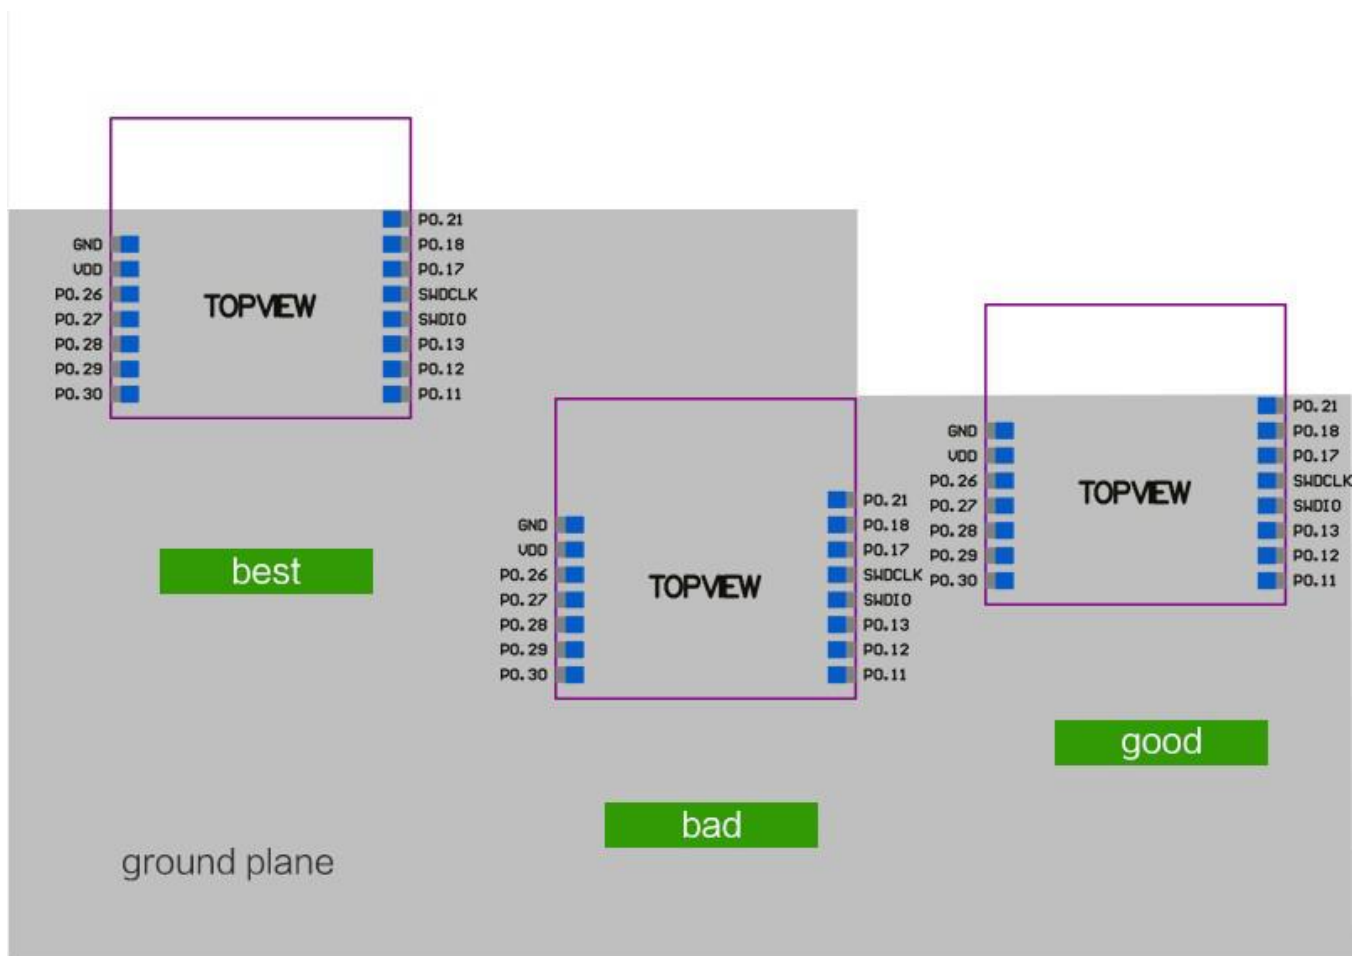 P0.21
GND
P0.18
VDD
P0.17
P0.26
SWDCLK
P0.27
SWDIO
P0.28
P0.13
P0.29
P0.12
P0.30
P0.11
TOPVIEW
best
P0.21
GND
P0.18
VDD
P0.17
P0.26
SWDCLK
P0.27
SWDIO
P0.28
P0.13
P0.29
P0.12
P0.30
P0.11
TOPVIEW
bad
P0.21
GND
P0.18
VDD
P0.17
P0.26
SWDCLK
P0.27
SWDIO
P0.28
P0.13
P0.29
P0.12
P0.30
P0.11
TOPVIEW
good
ground plane